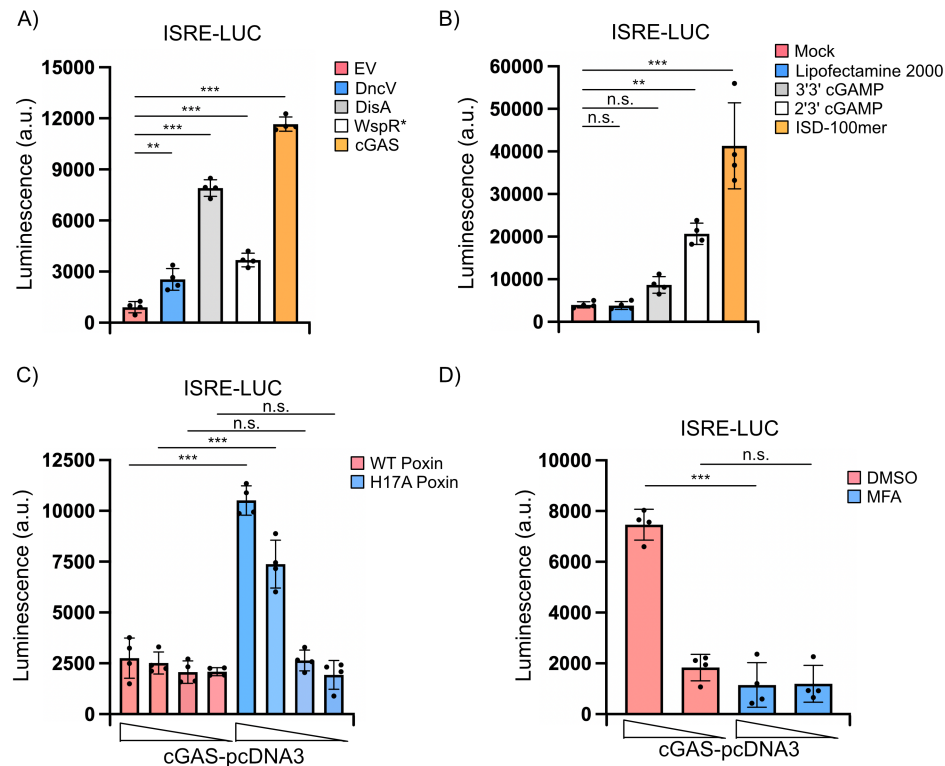 A)
ISRE-LUC
Luminescence (a.u.)
15000
12000
9000
6000
3000
0
***
***
***
**
EV
DncV
DisA
WspR*
cGAS
B)
ISRE-LUC
Luminescence (a.u.)
60000
50000
40000
30000
20000
10000
0
***
**
n.s.
n.s.
Mock
Lipofectamine 2000
3'3' cGAMP
2'3' cGAMP
ISD-100mer
C)
ISRE-LUC
Luminescence (a.u.)
12500
10000
7500
5000
2500
0
n.s.
n.s.
***
***
WT Poxin
H17A Poxin
cGAS-pcDNA3
D)
ISRE-LUC
Luminescence (a.u.)
10000
8000
6000
4000
2000
0
n.s.
***
DMSO
MFA
cGAS-pcDNA3